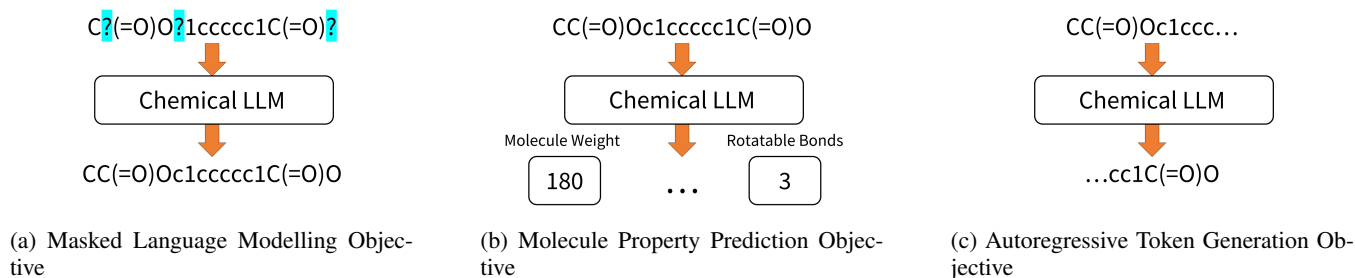 C?(=O)O?1ccccc1C(=O)?
Chemical LLM
CC(=O)Oc1ccccc1C(=O)O
(a) Masked Language Modelling Objec-
tive
CC(=O)Oc1ccccc1C(=O)O
Chemical LLM
Molecule Weight
Rotatable Bonds
180
...
3
(b) Molecule Property Prediction Objec-
tive
CC(=O)Oc1ccc...
Chemical LLM
...cc1C(=O)O
(c) Autoregressive Token Generation Ob-
jective